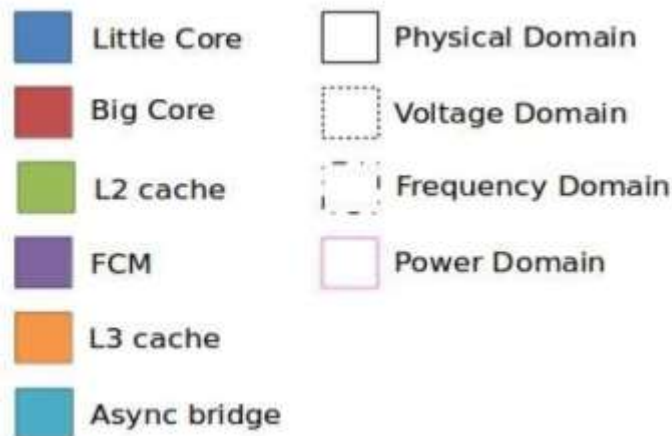 Little Core
Physical Domain
Big Core
Voltage Domain
L2 cache
Frequency Domain
FCM
Power Domain
L3 cache
Async bridge